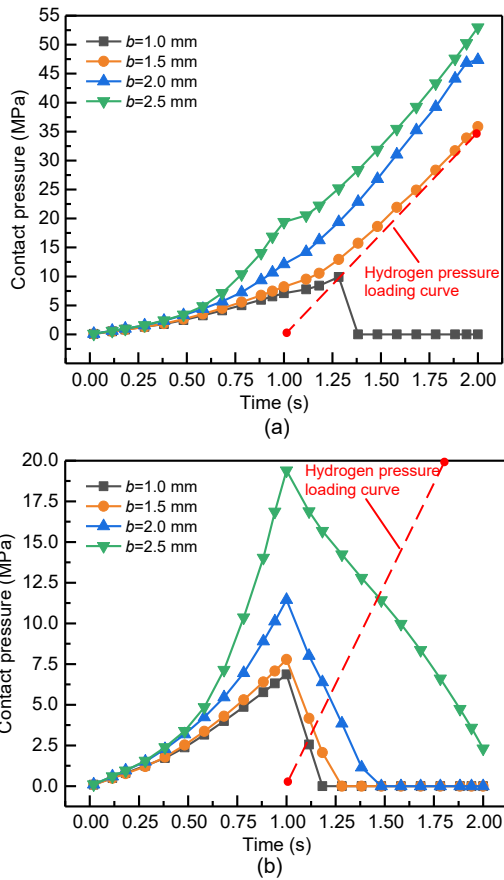 55
50
45
40
35
30
25
20
15
10
5
0
Contact pressure (MPa)
b=1.0 mm
b=1.5 mm
b=2.0 mm
b=2.5 mm
Hydrogen pressure
loading curve
0.00 0.25 0.50 0.75 1.00 1.25 1.50 1.75 2.00
Time (s)
(a)
20.0
17.5
15.0
12.5
10.0
7.5
5.0
2.5
0.0
Contact pressure (MPa)
b=1.0 mm
b=1.5 mm
b=2.0 mm
b=2.5 mm
Hydrogen pressure
loading curve
0.00 0.25 0.50 0.75 1.00 1.25 1.50 1.75 2.00
Time (s)
(b)